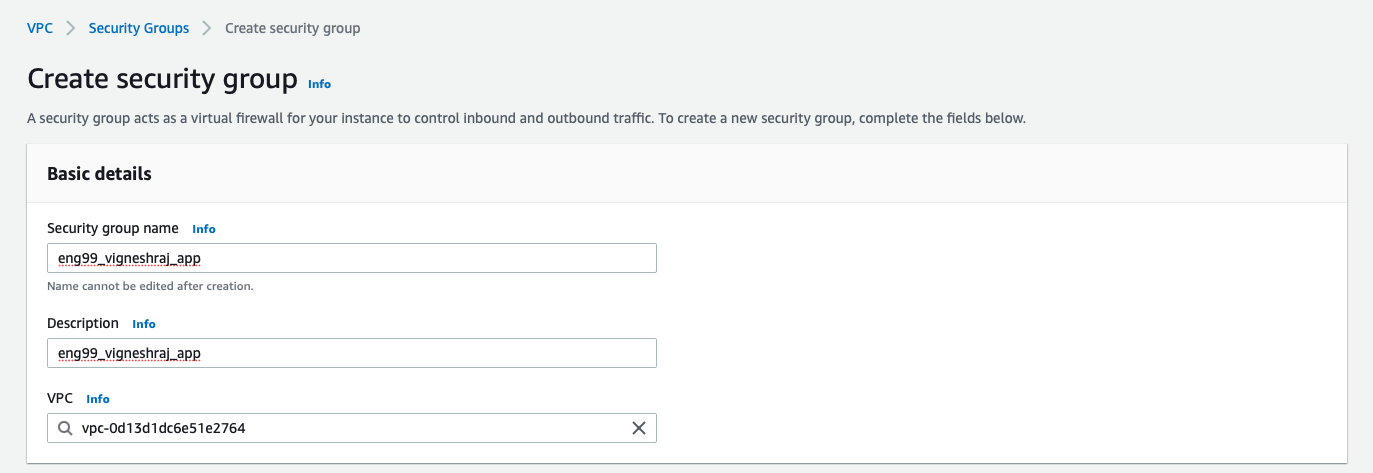 VPC > Security Groups > Create security group
Create security group Info
A security group acts as a virtual firewall for your instance to control inbound and outbound traffic. To create a new security group, complete the fields below.
Basic details
Security group name Info
eng99_vigneshraj_app
Name cannot be edited after creation.
Description Info
eng99_vigneshraj_app
VPC Info
vpc-0d13d1dc6e51e2764